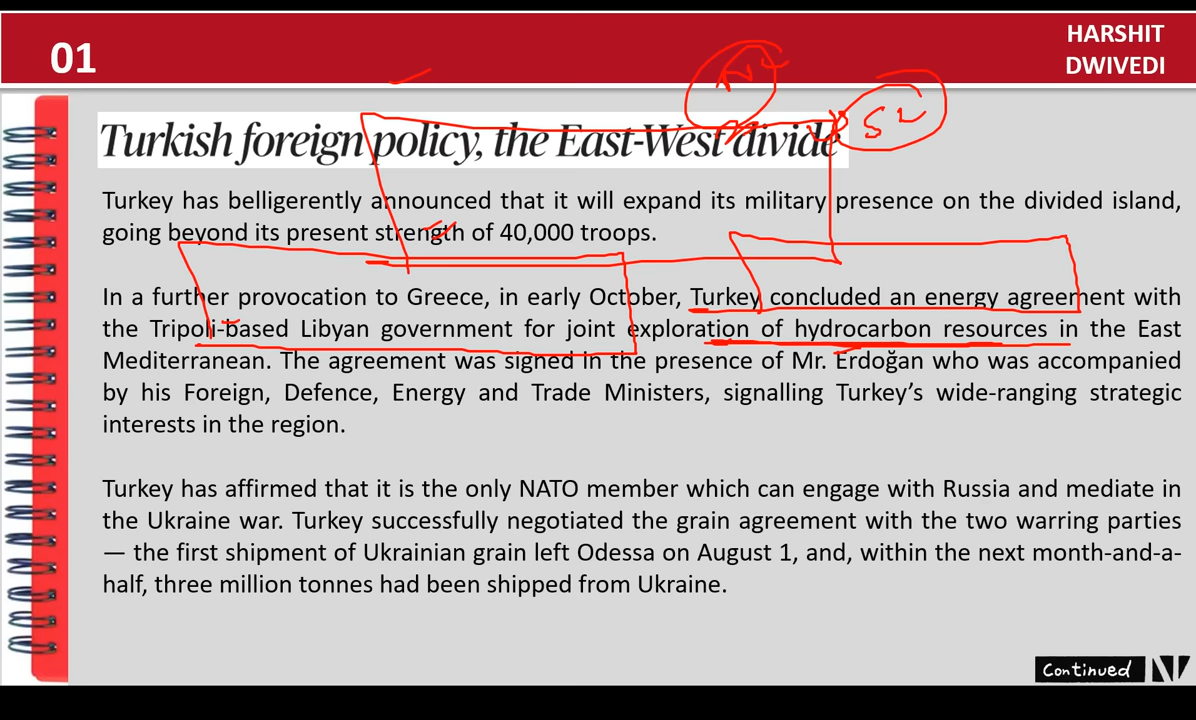 01
HARSHIT
DWIVEDI
Turkish foreign policy, the East-West divide
Turkey has belligerently announced that it will expand its military presence on the divided island,
going beyond its present strength of 40,000 troops.
In a further provocation to Greece, in early October, Turkey concluded an energy agreement with
the Tripoli-based Libyan government for joint exploration of hydrocarbon resources in the East
Mediterranean. The agreement was signed in the presence of Mr. Erdoğan who was accompanied
by his Foreign, Defence, Energy and Trade Ministers, signalling Turkey’s wide-ranging strategic
interests in the region.
Turkey has affirmed that it is the only NATO member which can engage with Russia and mediate in
the Ukraine war. Turkey successfully negotiated the grain agreement with the two warring parties
— the first shipment of Ukrainian grain left Odessa on August 1, and, within the next month-and-a-
half, three million tonnes had been shipped from Ukraine.
Continued